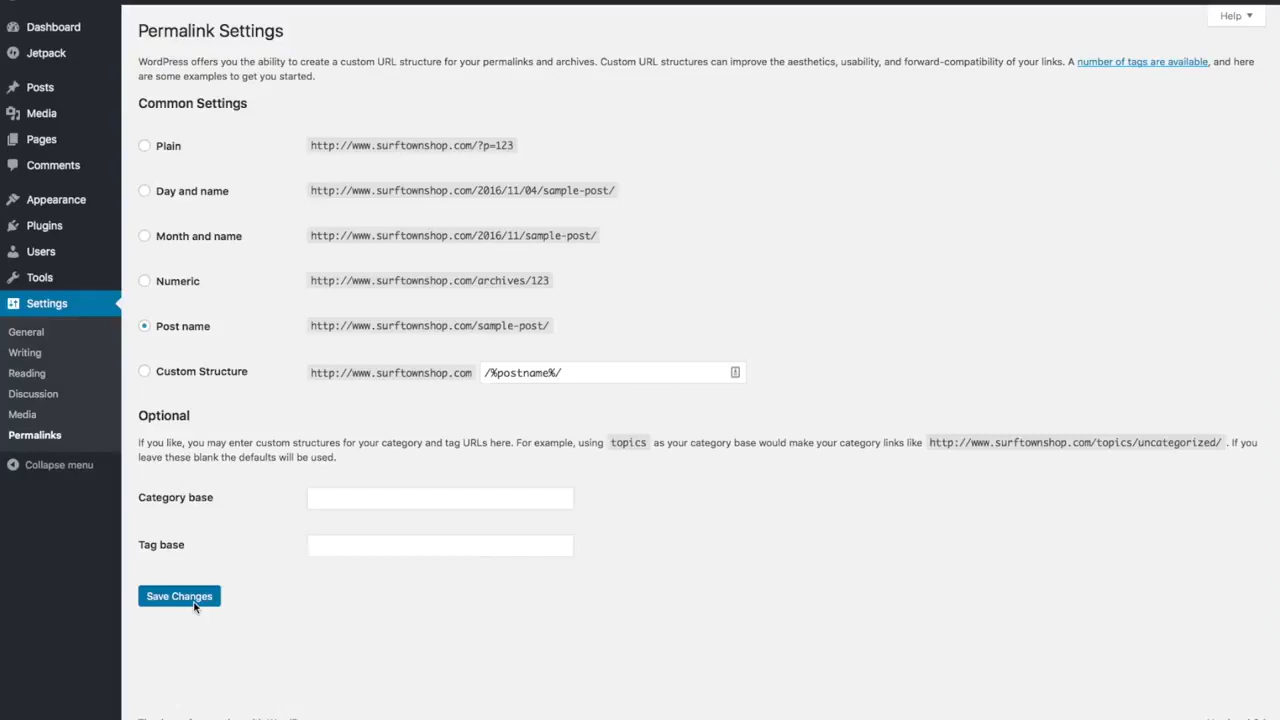 Help
Dashboard
Jetpack
Posts
Media
Pages
Comments
Appearance
Plugins
Users
Tools
Settings
General
Writing
Reading
Discussion
Media
Permalinks
Collapse menu
Permalink Settings
WordPress offers you the ability to create a custom URL structure for your permalinks and archives. Custom URL structures can improve the aesthetics, usability, and forward-compatibility of your links. A number of tags are available, and here
are some examples to get you started.
Common Settings
Plain http://www.surftownshop.com/?p=123
Day and name http://www.surftownshop.com/2016/11/04/sample-post/
Month and name http://www.surftownshop.com/2016/11/sample-post/
Numeric http://www.surftownshop.com/archives/123
Post name http://www.surftownshop.com/sample-post/
Custom Structure http://www.surftownshop.com /%postname%/
Optional
If you like, you may enter custom structures for your category and tag URLs here. For example, using topics as your category base would make your category links like http://www.surftownshop.com/topics/uncategorized/ . If you
leave these blank the defaults will be used.
Category base
Tag base
Save Changes